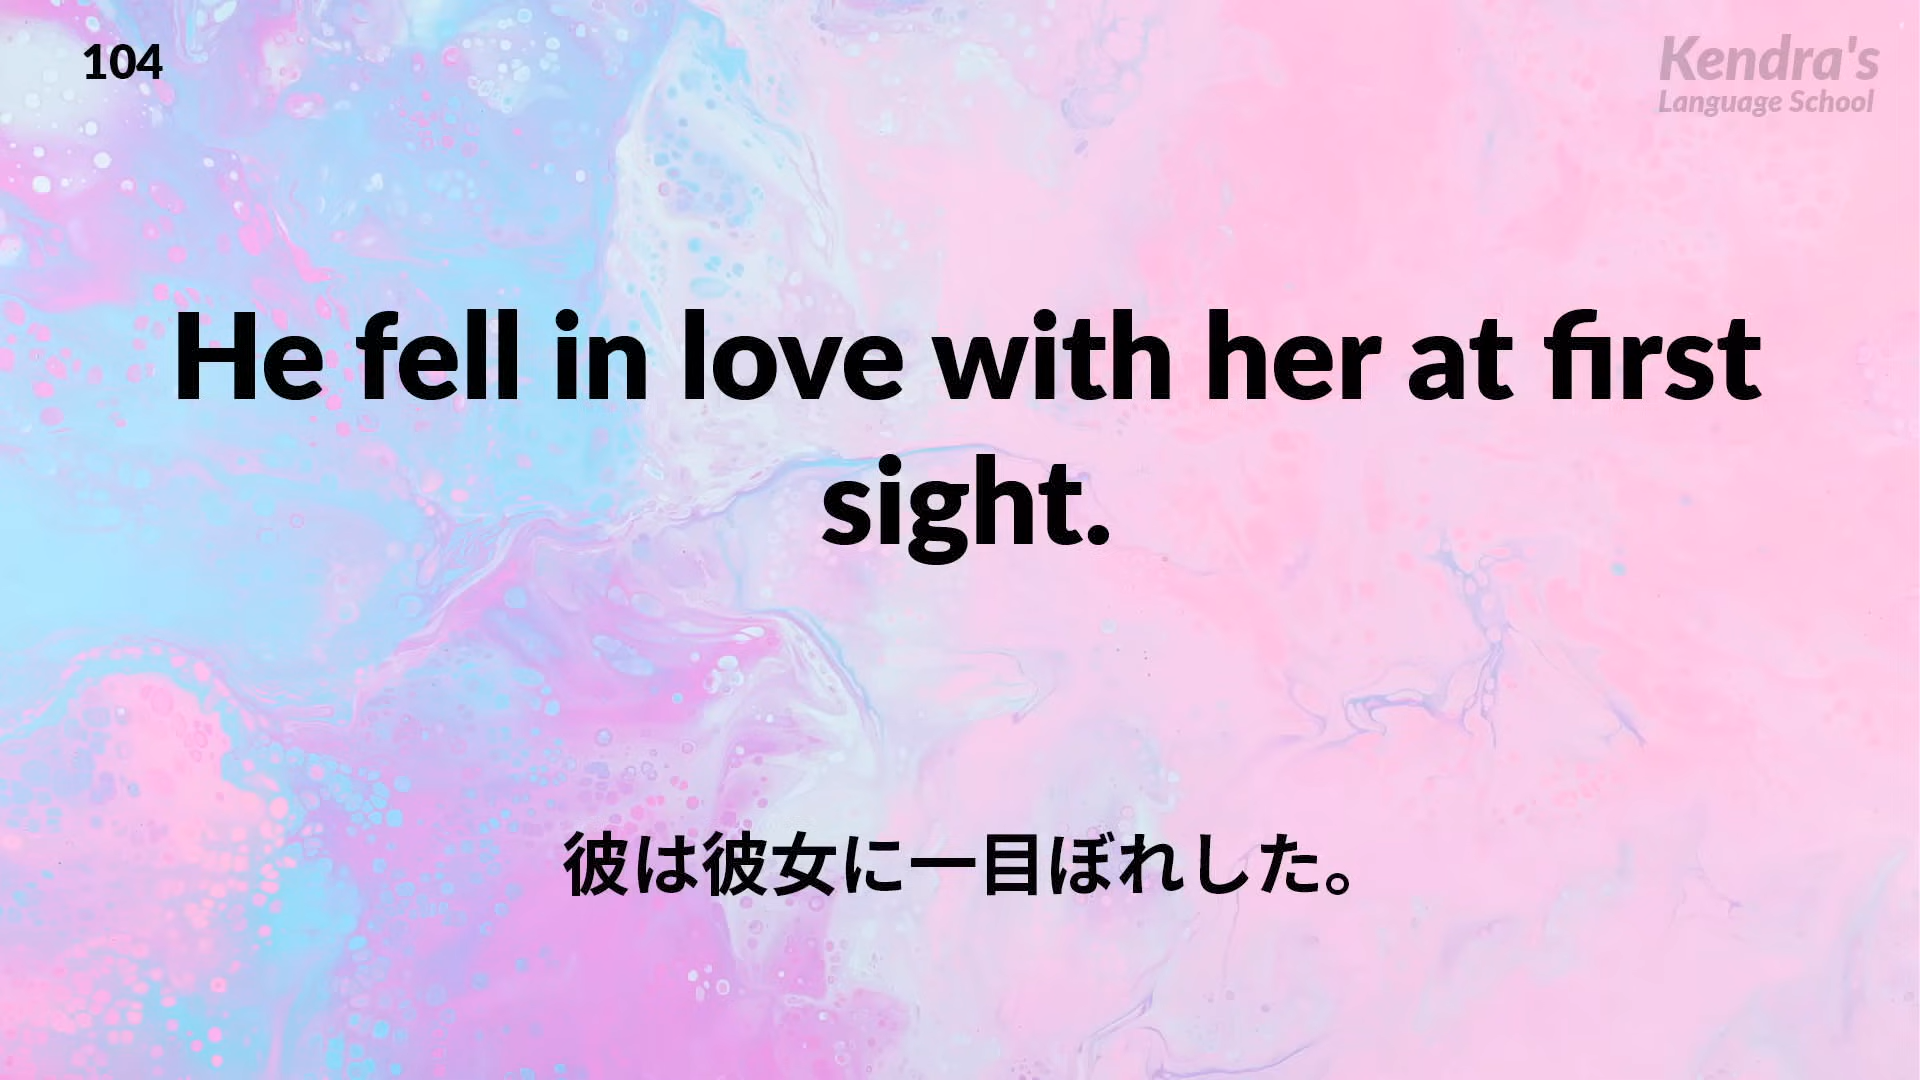 104
Kendra's
Language School
He fell in love with her at first
sight.
彼は彼女に一目ぼれした。